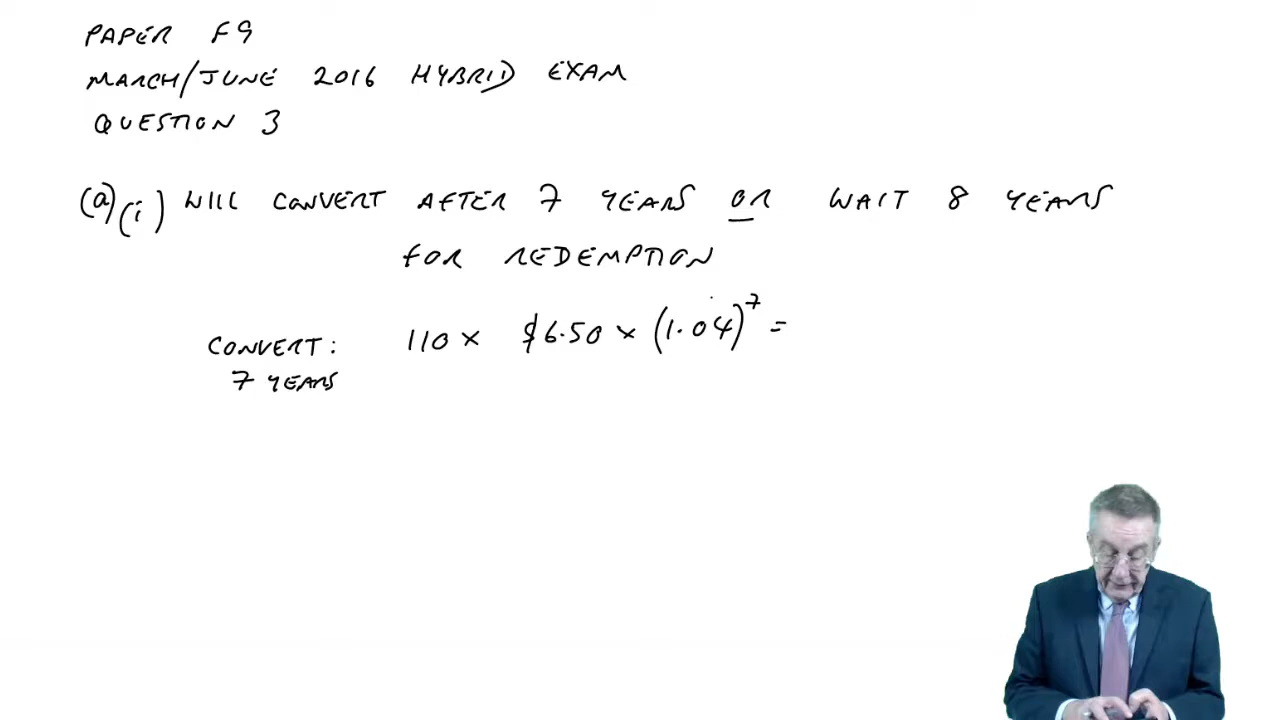 PAPER F9
MARCH/JUNE 2016 HYBRID EXAM
QUESTION 3
(a)(i) WILL CONVERT AFTER 7 YEARS OR WAIT 8 YEARS
FOR REDEMPTION
CONVERT: 110 × $6.50 × (1.04)⁷ =
7 YEARS